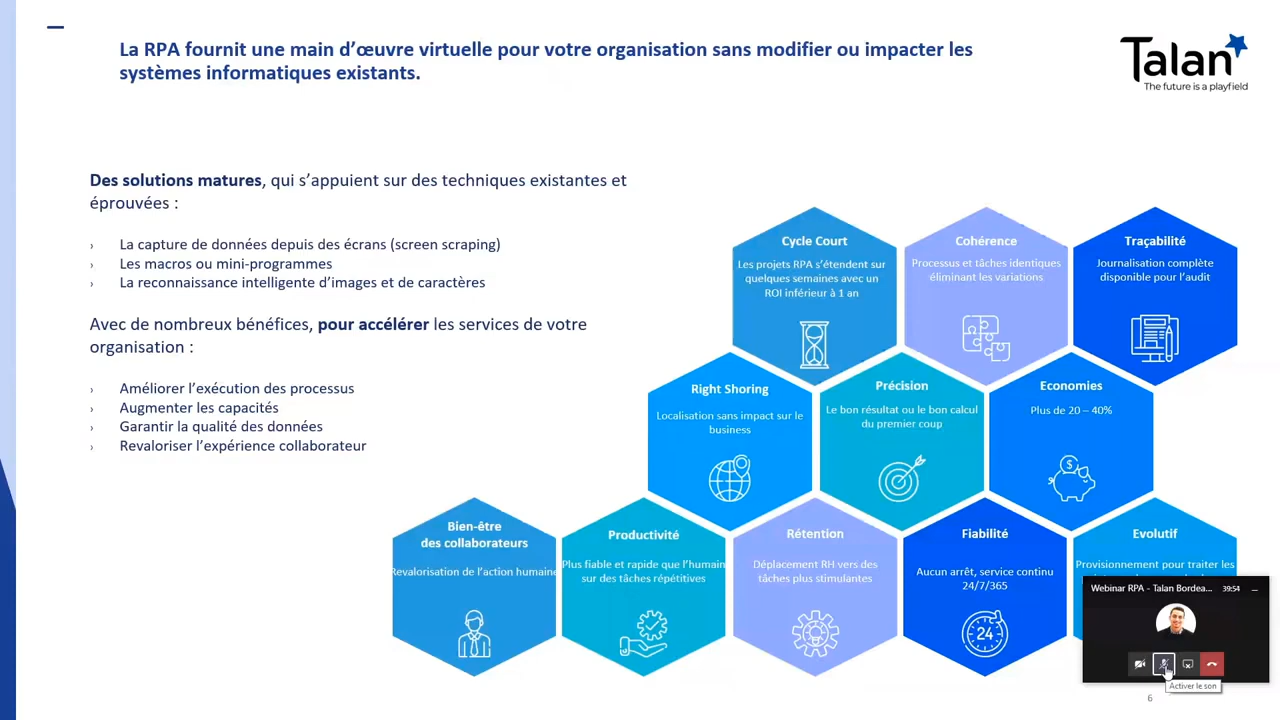 La RPA fournit une main d’œuvre virtuelle pour votre organisation sans modifier ou impacter les
systèmes informatiques existants.
Talan
The future is a playfield
Des solutions matures, qui s’appuient sur des techniques existantes et
éprouvées :
› La capture de données depuis des écrans (screen scraping)
› Les macros ou mini-programmes
› La reconnaissance intelligente d’images et de caractères
Avec de nombreux bénéfices, pour accélérer les services de votre
organisation :
› Améliorer l’exécution des processus
› Augmenter les capacités
› Garantir la qualité des données
› Revaloriser l’expérience collaborateur
Cycle Court
Les projets RPA s’étendent sur
quelques semaines avec un
ROI inférieur à 1 an
Cohérence
Processus et tâches identiques
éliminant les variations
Traçabilité
Journalisation complète
disponible pour l’audit
Right Shoring
Localisation sans impact sur le
business
Précision
Le bon résultat ou le bon calcul
du premier coup
Economies
Plus de 20 – 40%
$
Bien-être
des collaborateurs
Revalorisation de l’action humaine
Productivité
Plus fiable et rapide que l’humain
sur des tâches répétitives
Rétention
Déplacement RH vers des
tâches plus stimulantes
Fiabilité
Aucun arrêt, service continu
24/7/365
24
Evolutif
Provisionnement pour traiter les
Webinar RPA - Talan Bordea... 39:54
Activer le son
6